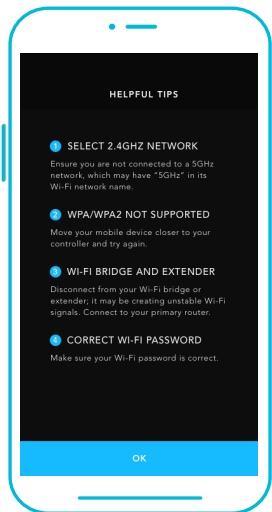 HELPFUL TIPS
1 SELECT 2.4GHZ NETWORK
Ensure you are not connected to a 5GHz
network, which may have “5GHz” in its
Wi-Fi network name.
2 WPA/WPA2 NOT SUPPORTED
Move your mobile device closer to your
controller and try again.
3 WI-FI BRIDGE AND EXTENDER
Disconnect from your Wi-Fi bridge or
extender; it may be creating unstable Wi-Fi
signals. Connect to your primary router.
4 CORRECT WI-FI PASSWORD
Make sure your Wi-Fi password is correct.
OK